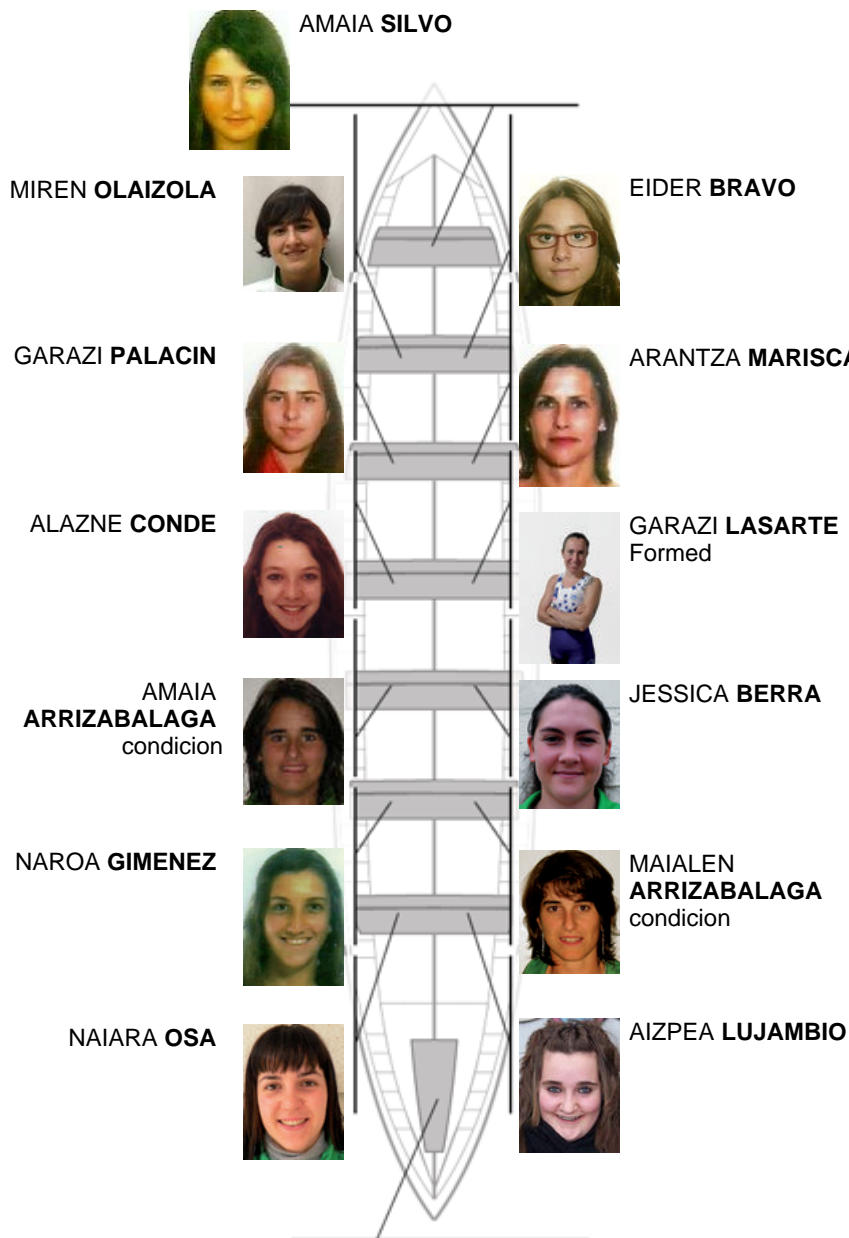 AMAIA SILVO
MIREN OLAIZOLA
EIDER BRAVO
GARAZI PALACIN
ARANTZA MARISCA
ALAZNE CONDE
GARAZI LASARTE
Formed
AMAIA
ARRIZABALAGA
condicion
JESSICA BERRA
NAROA GIMENEZ
MAIALEN
ARRIZABALAGA
condicion
NAIARA OSA
AIZPEA LUJAMBIO